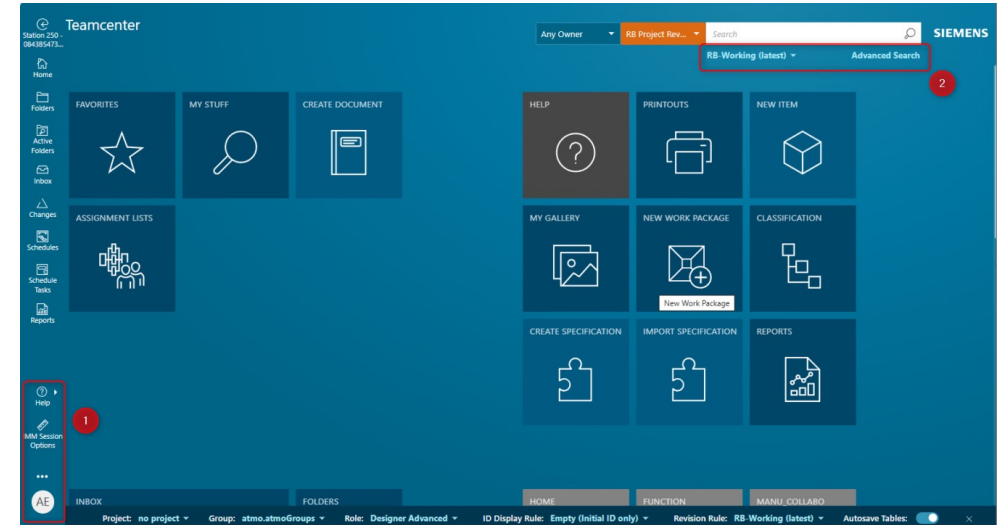 Teamcenter
Station 250 -
084385473...
Any Owner
RB Project Rev...
Search
SIEMENS
RB-Working (latest)
Advanced Search
2
Home
Folders
Active
Folders
Inbox
Changes
Schedules
Schedule
Tasks
Reports
FAVORITES
MY STUFF
CREATE DOCUMENT
HELP
PRINTOUTS
NEW ITEM
ASSIGNMENT LISTS
MY GALLERY
NEW WORK PACKAGE
CLASSIFICATION
New Work Package
CREATE SPECIFICATION
IMPORT SPECIFICATION
REPORTS
Help
1
MM Session
Options
...
AE
INBOX
FOLDERS
HOME
FUNCTION
MANU_COLLABO
Project: no project
Group: atmo.atmoGroups
Role: Designer Advanced
ID Display Rule: Empty (Initial ID only)
Revision Rule: RB-Working (latest)
Autosave Tables: